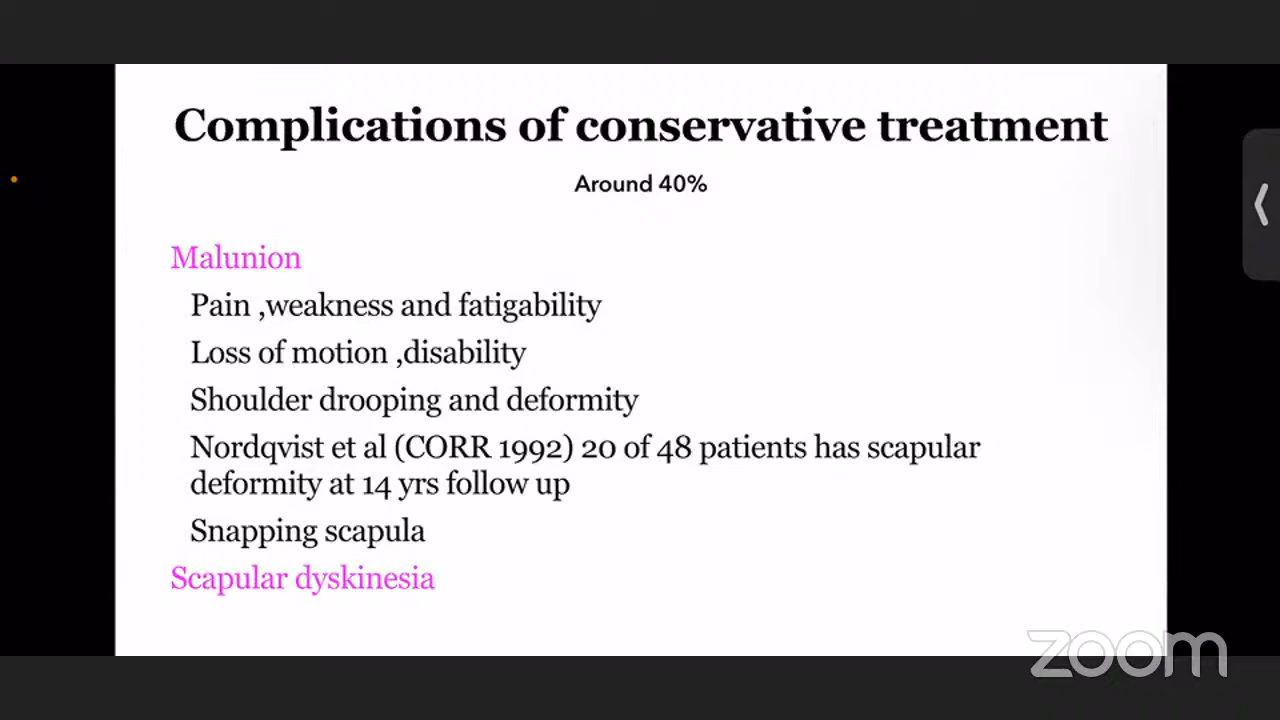 Complications of conservative treatment
Around 40%
Malunion
Pain ,weakness and fatigability
Loss of motion ,disability
Shoulder drooping and deformity
Nordqvist et al (CORR 1992) 20 of 48 patients has scapular
deformity at 14 yrs follow up
Snapping scapula
Scapular dyskinesia
zoom